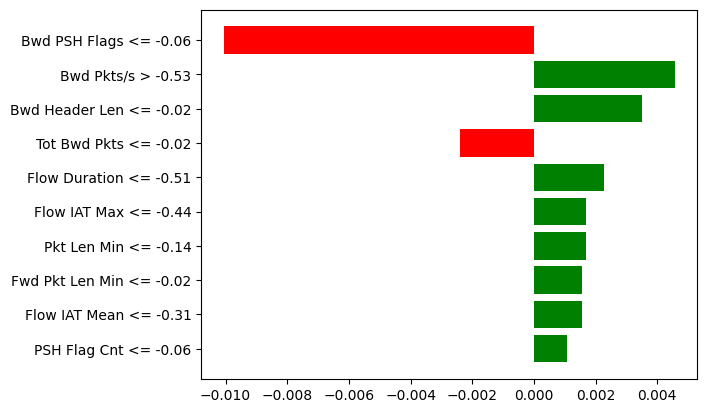 Bwd PSH Flags <= -0.06
Bwd Pkts/s > -0.53
Bwd Header Len <= -0.02
Tot Bwd Pkts <= -0.02
Flow Duration <= -0.51
Flow IAT Max <= -0.44
Pkt Len Min <= -0.14
Fwd Pkt Len Min <= -0.02
Flow IAT Mean <= -0.31
PSH Flag Cnt <= -0.06
−0.010 −0.008 −0.006 −0.004 −0.002 0.000 0.002 0.004